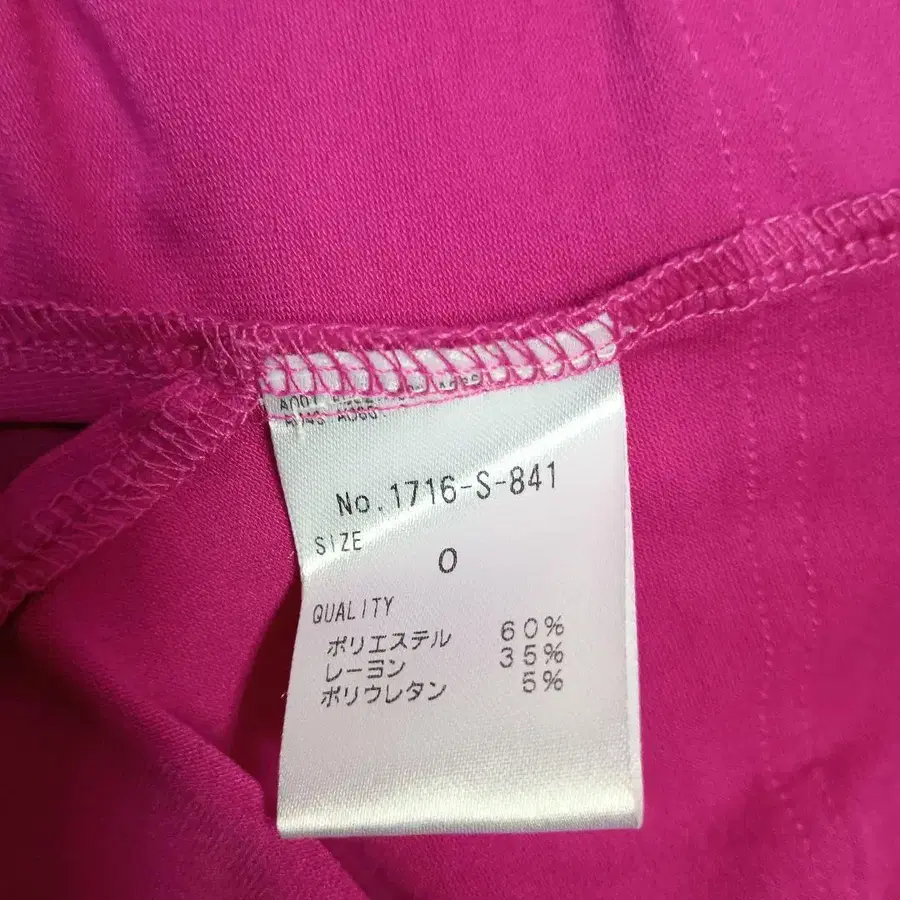 No.1716-S-841
SIZE
0
QUALITY
ポリエステル 60%
レーヨン 35%
ポリウレタン 5%